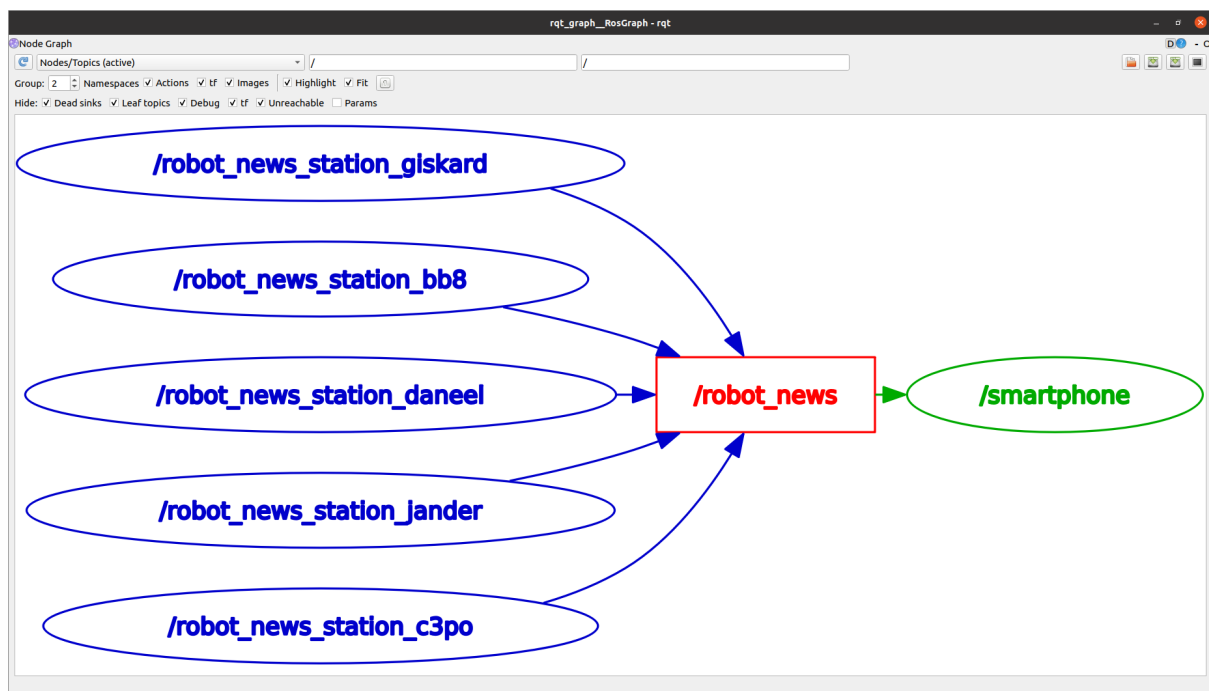 rqt_graph__RosGraph - rqt
Node Graph
D - O
Nodes/Topics (active) / /
Group: 2 Namespaces Actions tf Images Highlight Fit
Hide: Dead sinks Leaf topics Debug tf Unreachable Params
/robot_news_station_giskard
/robot_news_station_bb8
/robot_news_station_daneel
/robot_news
/smartphone
/robot_news_station_jander
/robot_news_station_c3po